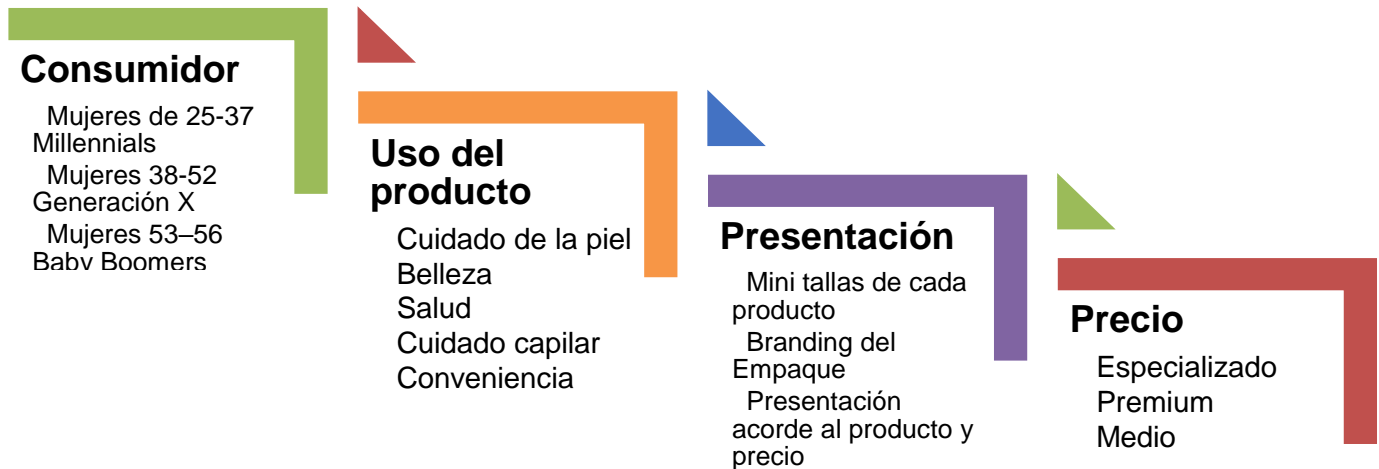 Consumidor
Mujeres de 25-37
Millennials
Mujeres 38-52
Generación X
Mujeres 53–56
Baby Boomers
Uso del
producto
Cuidado de la piel
Belleza
Salud
Cuidado capilar
Conveniencia
Presentación
Mini tallas de cada
producto
Branding del
Empaque
Presentación
acorde al producto y
precio
Precio
Especializado
Premium
Medio